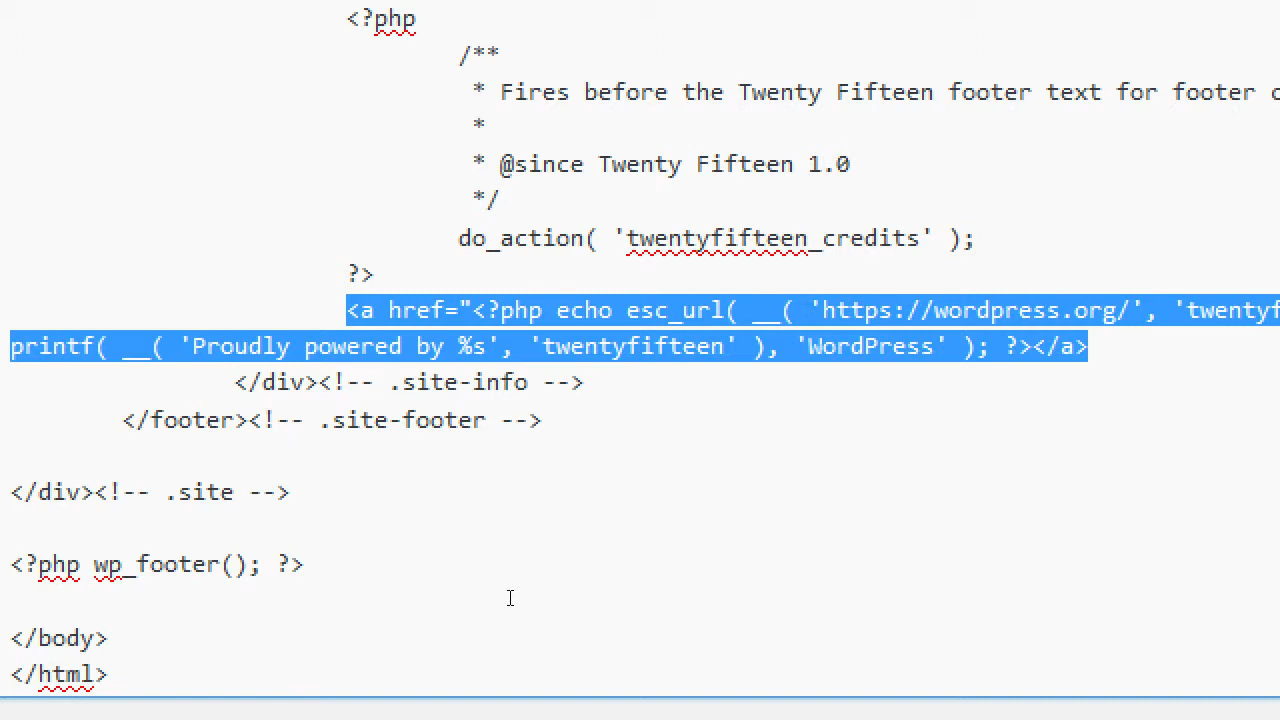 <?php
/**
* Fires before the Twenty Fifteen footer text for footer
*
* @since Twenty Fifteen 1.0
*/
do_action( 'twentyfifteen_credits' );
?>
<a href="<?php echo esc_url( __( 'https://wordpress.org/', 'twentyf
printf( __( 'Proudly powered by %s', 'twentyfifteen' ), 'WordPress' ); ?></a>
</div><!-- .site-info -->
</footer><!-- .site-footer -->
</div><!-- .site -->
<?php wp_footer(); ?>
</body>
</html>